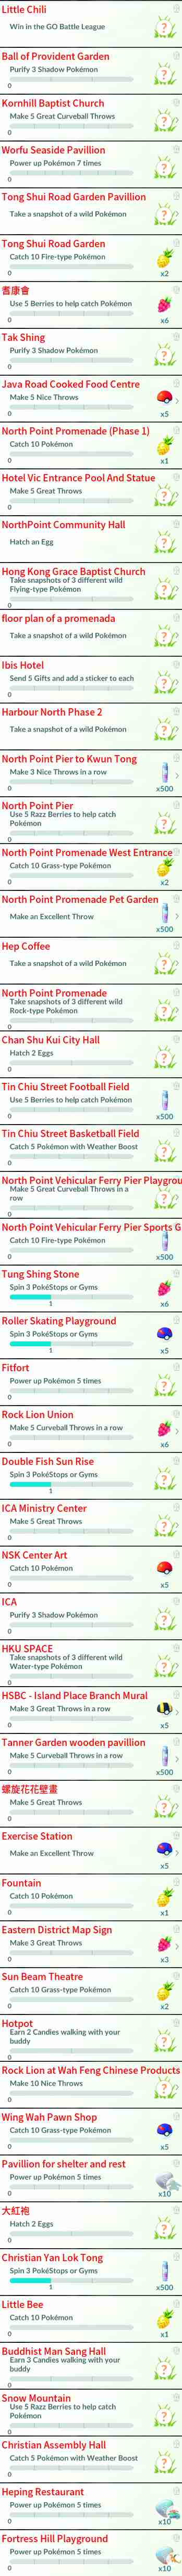 Little Chili
Win in the GO Battle League
Ball of Provident Garden
Purify 3 Shadow Pokémon
0
Kornhill Baptist Church
Make 5 Great Curveball Throws
0
Worfu Seaside Pavillion
Power up Pokémon 7 times
0
Tong Shui Road Garden Pavillion
Take a snapshot of a wild Pokémon
Tong Shui Road Garden
Catch 10 Fire-type Pokémon
0
x2
耆康會
Use 5 Berries to help catch Pokémon
0
x6
Tak Shing
Purify 3 Shadow Pokémon
0
Java Road Cooked Food Centre
Make 5 Nice Throws
0
x5
North Point Promenade (Phase 1)
Catch 10 Pokémon
0
x1
Hotel Vic Entrance Pool And Statue
Make 5 Great Throws
0
NorthPoint Community Hall
Hatch an Egg
Hong Kong Grace Baptist Church
Take snapshots of 3 different wild
Flying-type Pokémon
0
floor plan of a promenada
Take a snapshot of a wild Pokémon
Ibis Hotel
Send 5 Gifts and add a sticker to each
0
Harbour North Phase 2
Take a snapshot of a wild Pokémon
North Point Pier to Kwun Tong
Make 3 Nice Throws in a row
0
x500
North Point Pier
Use 5 Razz Berries to help catch
Pokémon
0
North Point Promenade West Entrance
Catch 10 Grass-type Pokémon
0
x2
North Point Promenade Pet Garden
Make an Excellent Throw
x500
Hep Coffee
Take a snapshot of a wild Pokémon
North Point Promenade
Take snapshots of 3 different wild
Rock-type Pokémon
0
Chan Shu Kui City Hall
Hatch 2 Eggs
0
Tin Chiu Street Football Field
Use 5 Berries to help catch Pokémon
0
x500
Tin Chiu Street Basketball Field
Catch 5 Pokémon with Weather Boost
0
North Point Vehicular Ferry Pier Playgrou
Make 5 Great Curveball Throws in a
row
0
North Point Vehicular Ferry Pier Sports G
Catch 10 Fire-type Pokémon
0
x500
Tung Shing Stone
Spin 3 PokéStops or Gyms
1
x6
Roller Skating Playground
Spin 3 PokéStops or Gyms
1
x5
Fitfort
Power up Pokémon 5 times
0
Rock Lion Union
Make 5 Curveball Throws in a row
0
x6
Double Fish Sun Rise
Spin 3 PokéStops or Gyms
1
ICA Ministry Center
Make 5 Great Throws
0
NSK Center Art
Catch 10 Pokémon
0
x5
ICA
Purify 3 Shadow Pokémon
0
HKU SPACE
Take snapshots of 3 different wild
Water-type Pokémon
0
HSBC - Island Place Branch Mural
Make 3 Great Throws in a row
0
x5
Tanner Garden wooden pavillion
Make 5 Curveball Throws in a row
0
x500
螺旋花花壁畫
Make 5 Great Throws
0
Exercise Station
Make an Excellent Throw
x5
Fountain
Catch 10 Pokémon
0
x1
Eastern District Map Sign
Make 3 Great Throws
0
x3
Sun Beam Theatre
Catch 10 Grass-type Pokémon
0
x2
Hotpot
Earn 2 Candies walking with your
buddy
0
Rock Lion at Wah Feng Chinese Products
Make 10 Nice Throws
0
Wing Wah Pawn Shop
Catch 10 Grass-type Pokémon
0
x5
Pavillion for shelter and rest
Power up Pokémon 5 times
0
x10
大紅袍
Hatch 2 Eggs
0
Christian Yan Lok Tong
Spin 3 PokéStops or Gyms
1
x500
Little Bee
Catch 10 Pokémon
0
x1
Buddhist Man Sang Hall
Earn 3 Candies walking with your
buddy
0
Snow Mountain
Use 5 Razz Berries to help catch
Pokémon
0
Christian Assembly Hall
Catch 5 Pokémon with Weather Boost
0
Heping Restaurant
Power up Pokémon 5 times
0
x10
Fortress Hill Playground
Power up Pokémon 5 times
0
x10